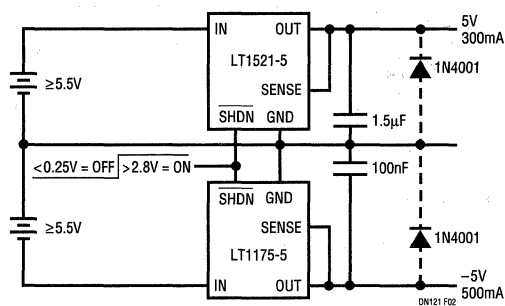 IN
OUT
5V
300mA
LT1521-5
≥5.5V
SENSE
1N4001
SHDN
GND
1.5µF
<0.25V = OFF
>2.8V = ON
100nF
SHDN
GND
≥5.5V
SENSE
1N4001
LT1175-5
IN
OUT
–5V
500mA
DN121 F02